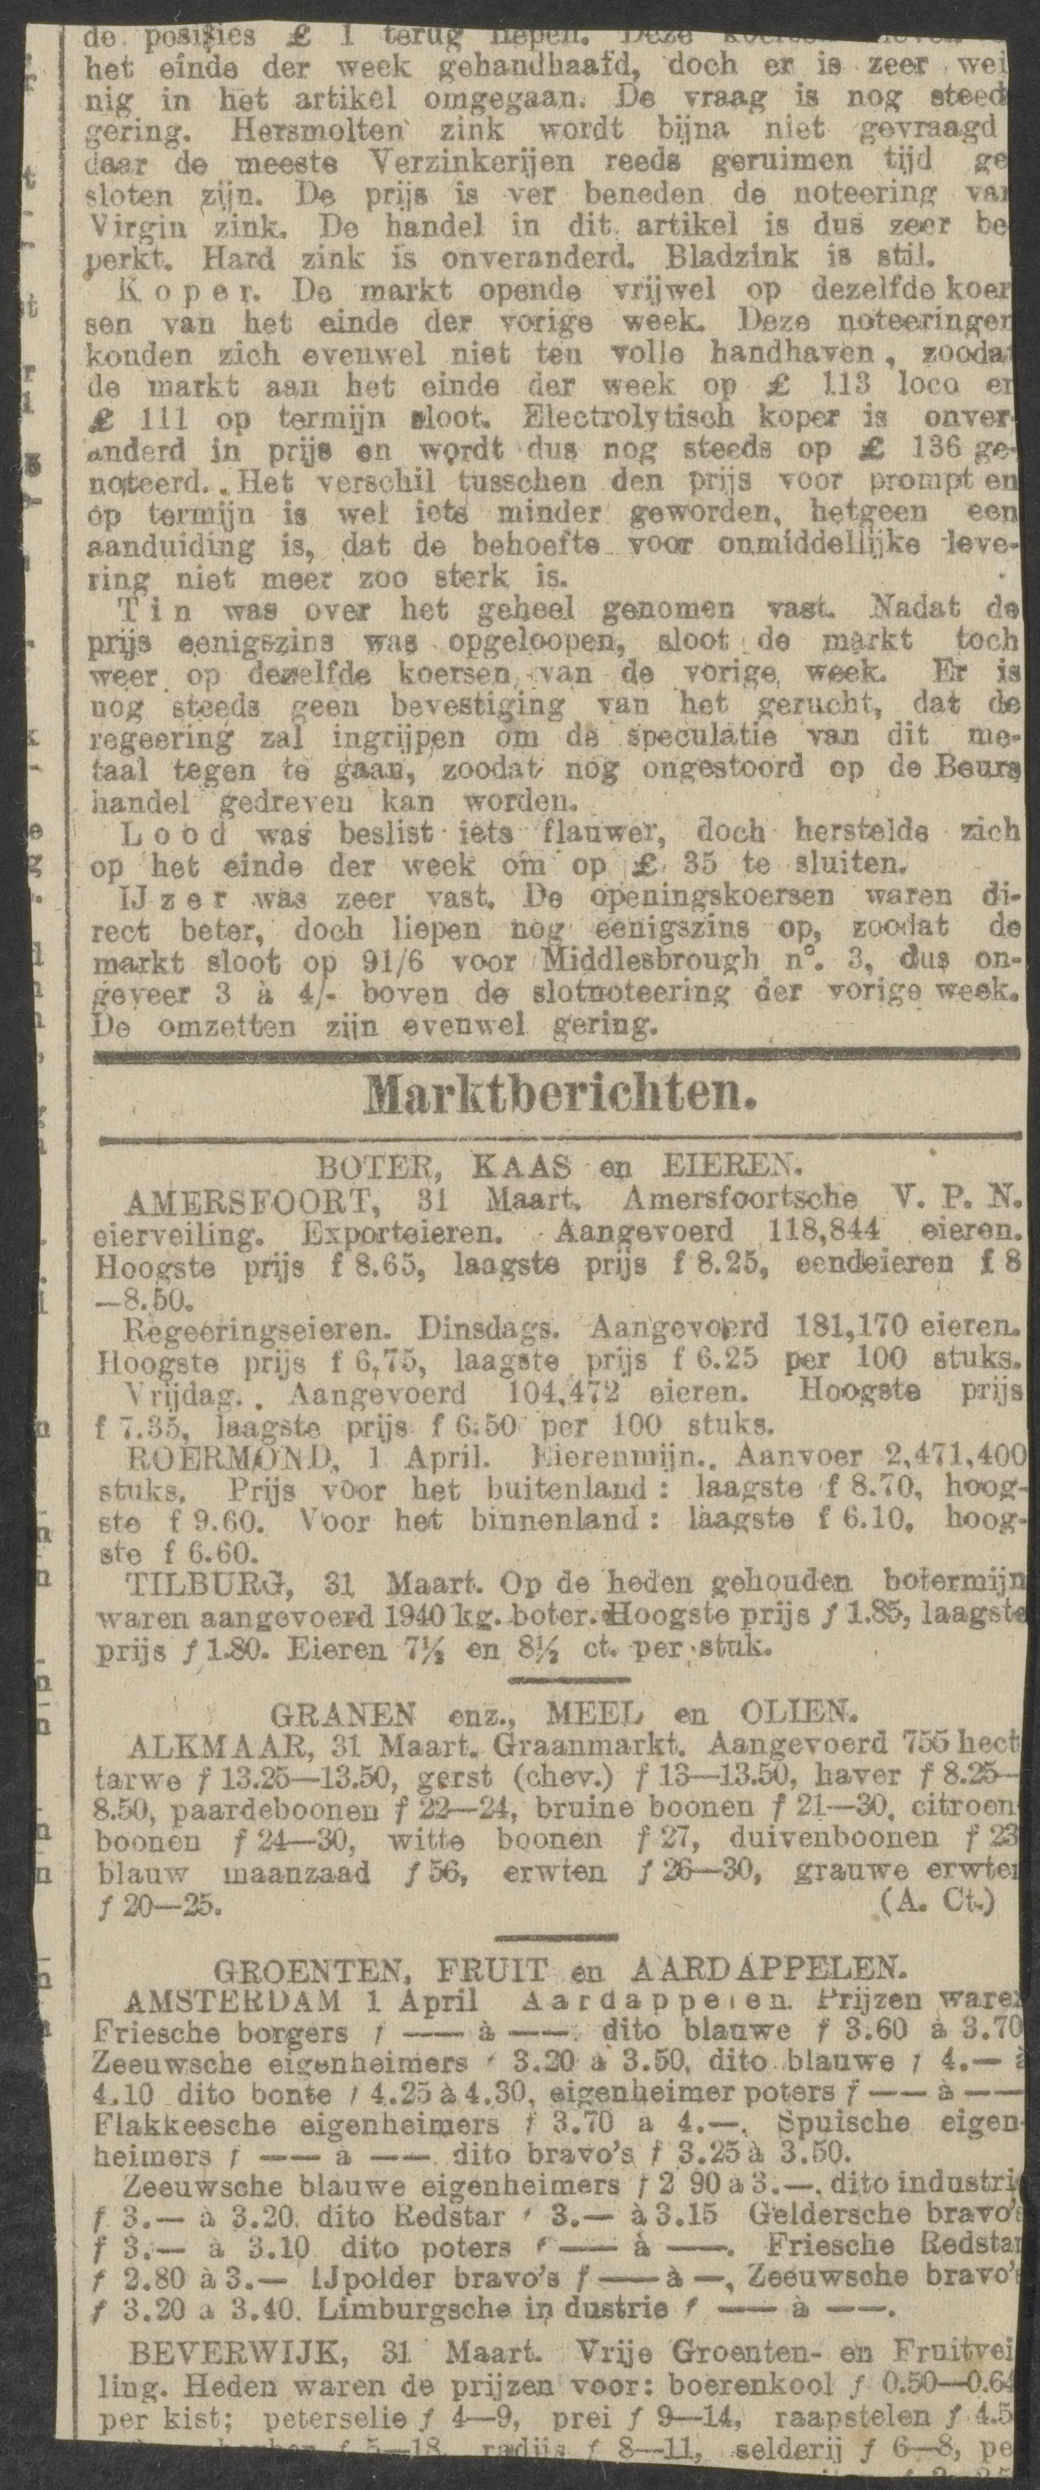 de posities £ 1 terug liepen. Deze
het einde der week gehandhaafd, doch er is zeer wei
nig in het artikel omgegaan. De vraag is nog steed
gering. Hersmolten zink wordt bijna niet gevraagd
daar de meeste Verzinkerijen reeds geruimen tijd ge
sloten zijn. De prijs is ver beneden de noteering van
Virgin zink. De handel in dit artikel is dus zeer be
perkt. Hard zink is onveranderd. Bladzink is stil.
Koper. De markt opende vrijwel op dezelfde koer
sen van het einde der vorige week. Deze noteeringen
konden zich evenwel niet ten volle handhaven, zoodat
de markt aan het einde der week op £ 113 loco en
£ 111 op termijn sloot. Electrolytisch koper is onver-
anderd in prijs en wordt dus nog steeds op £ 136 ge-
noteerd. Het verschil tusschen den prijs voor prompt en
op termijn is wel iets minder geworden, hetgeen een
aanduiding is, dat de behoefte voor onmiddellijke leve-
ring niet meer zoo sterk is.
Tin was over het geheel genomen vast. Nadat de
prijs eenigszins was opgeloopen, sloot de markt toch
weer op dezelfde koersen van de vorige week. Er is
nog steeds geen bevestiging van het gerucht, dat de
regeering zal ingrijpen om de speculatie van dit me-
taal tegen te gaan, zoodat nog ongestoord op de Beurs
handel gedreven kan worden.
Lood was beslist iets flauwer, doch herstelde zich
op het einde der week om op £ 35 te sluiten.
IJzer was zeer vast. De openingskoersen waren di-
rect beter, doch liepen nog eenigszins op, zoodat de
markt sloot op 91/6 voor Middlesbrough n°. 3, dus on-
geveer 3 à 4/- boven de slotnoteering der vorige week.
De omzetten zijn evenwel gering.
Marktberichten.
BOTER, KAAS en EIEREN.
AMERSFOORT, 31 Maart. Amersfoortsche V. P. N.
eierveiling. Exporteieren. Aangevoerd 118,844 eieren.
Hoogste prijs f 8.65, laagste prijs f 8.25, eendeieren f 8
—8.50.
Regeeringseieren. Dinsdags. Aangevoerd 181,170 eieren.
Hoogste prijs f 6,75, laagste prijs f 6.25 per 100 stuks.
Vrijdag. Aangevoerd 104,472 eieren. Hoogste prijs
f 7.35, laagste prijs f 6.50 per 100 stuks.
ROERMOND, 1 April. Eierenmijn. Aanvoer 2,471,400
stuks. Prijs voor het buitenland: laagste f 8.70, hoog-
ste f 9.60. Voor het binnenland: laagste f 6.10, hoog-
ste f 6.60.
TILBURG, 31 Maart. Op de heden gehouden botermijn
waren aangevoerd 1940 kg. boter. Hoogste prijs f 1.85, laagste
prijs f 1.80. Eieren 7½ en 8½ ct. per stuk.
GRANEN enz., MEEL en OLIEN.
ALKMAAR, 31 Maart. Graanmarkt. Aangevoerd 755 hect
tarwe f 13.25—13.50, gerst (chev.) f 13—13.50, haver f 8.25—
8.50, paardeboonen f 22—24, bruine boonen f 21—30, citroen
boonen f 24—30, witte boonen f 27, duivenboonen f 23
blauw maanzaad f 56, erwten f 26—30, grauwe erwten
f 20—25. (A. Ct.)
GROENTEN, FRUIT en AARDAPPELEN.
AMSTERDAM 1 April Aardappelen. Prijzen waren
Friesche borgers f —— à ——. dito blauwe f 3.60 à 3.70
Zeeuwsche eigenheimers f 3.20 à 3.50, dito blauwe f 4.— à
4.10 dito bonte f 4.25 à 4.30, eigenheimer poters f —— à ——
Flakkeesche eigenheimers f 3.70 a 4.—. Spuische eigen-
heimers f —— à ——. dito bravo's f 3.25 à 3.50.
Zeeuwsche blauwe eigenheimers f 2 90 a 3.—, dito industrie
f 3.— à 3.20. dito Redstar f 3.— à 3.15 Geldersche bravo's
f 3.— à 3.10 dito poters f —— à ——. Friesche Redstar
f 2.80 à 3.— IJpolder bravo's f —— à —, Zeeuwsche bravo's
f 3.20 a 3.40. Limburgsche in dustrie f —— à ——.
BEVERWIJK, 31 Maart. Vrije Groenten- en Fruitvei
ling. Heden waren de prijzen voor: boerenkool f 0.50—0.64
per kist; peterselie f 4—9, prei f 9—14, raapstelen f 4.5
f 5—18, radijs f 8—11, selderij f 6—8, pe